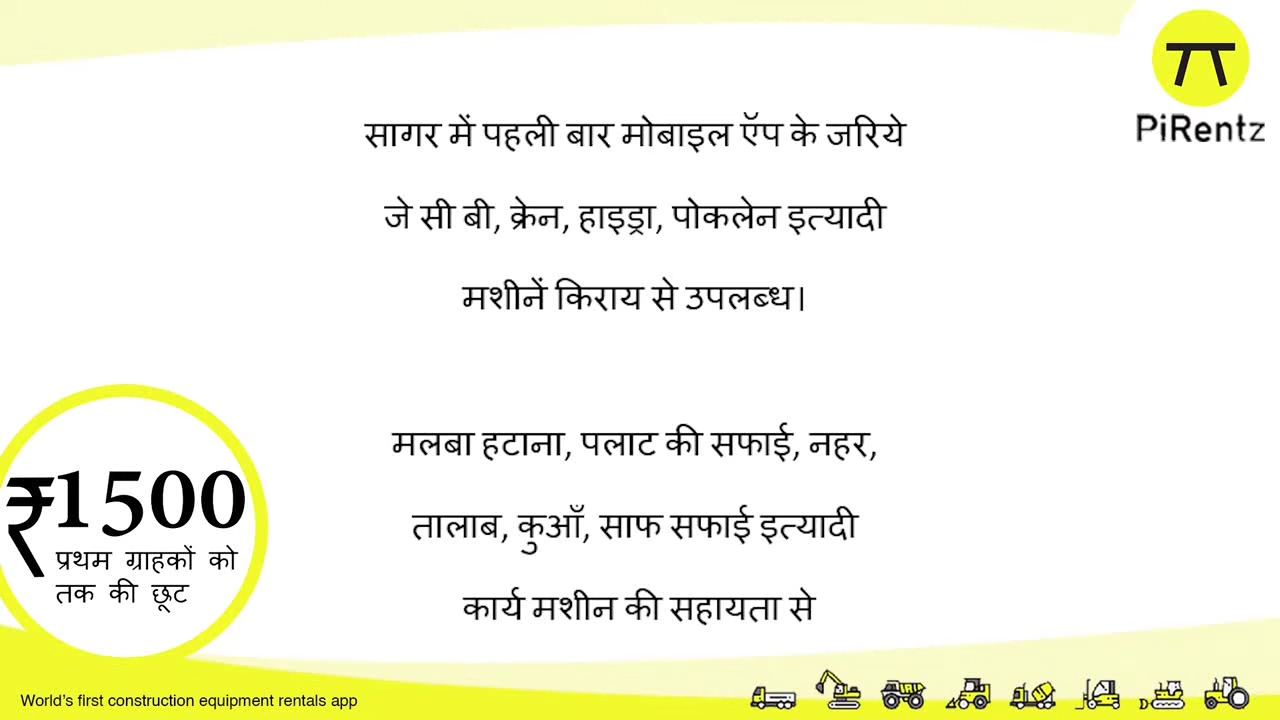 PiRentz
सागर में पहली बार मोबाइल ऍप के जरिये
जे सी बी, क्रेन, हाइड्रा, पोकलेन इत्यादी
मशीनें किराय से उपलब्ध।
मलबा हटाना, पलाट की सफाई, नहर,
तालाब, कुआँ, साफ सफाई इत्यादी
कार्य मशीन की सहायता से
₹1500
प्रथम ग्राहकों को
तक की छूट
World's first construction equipment rentals app